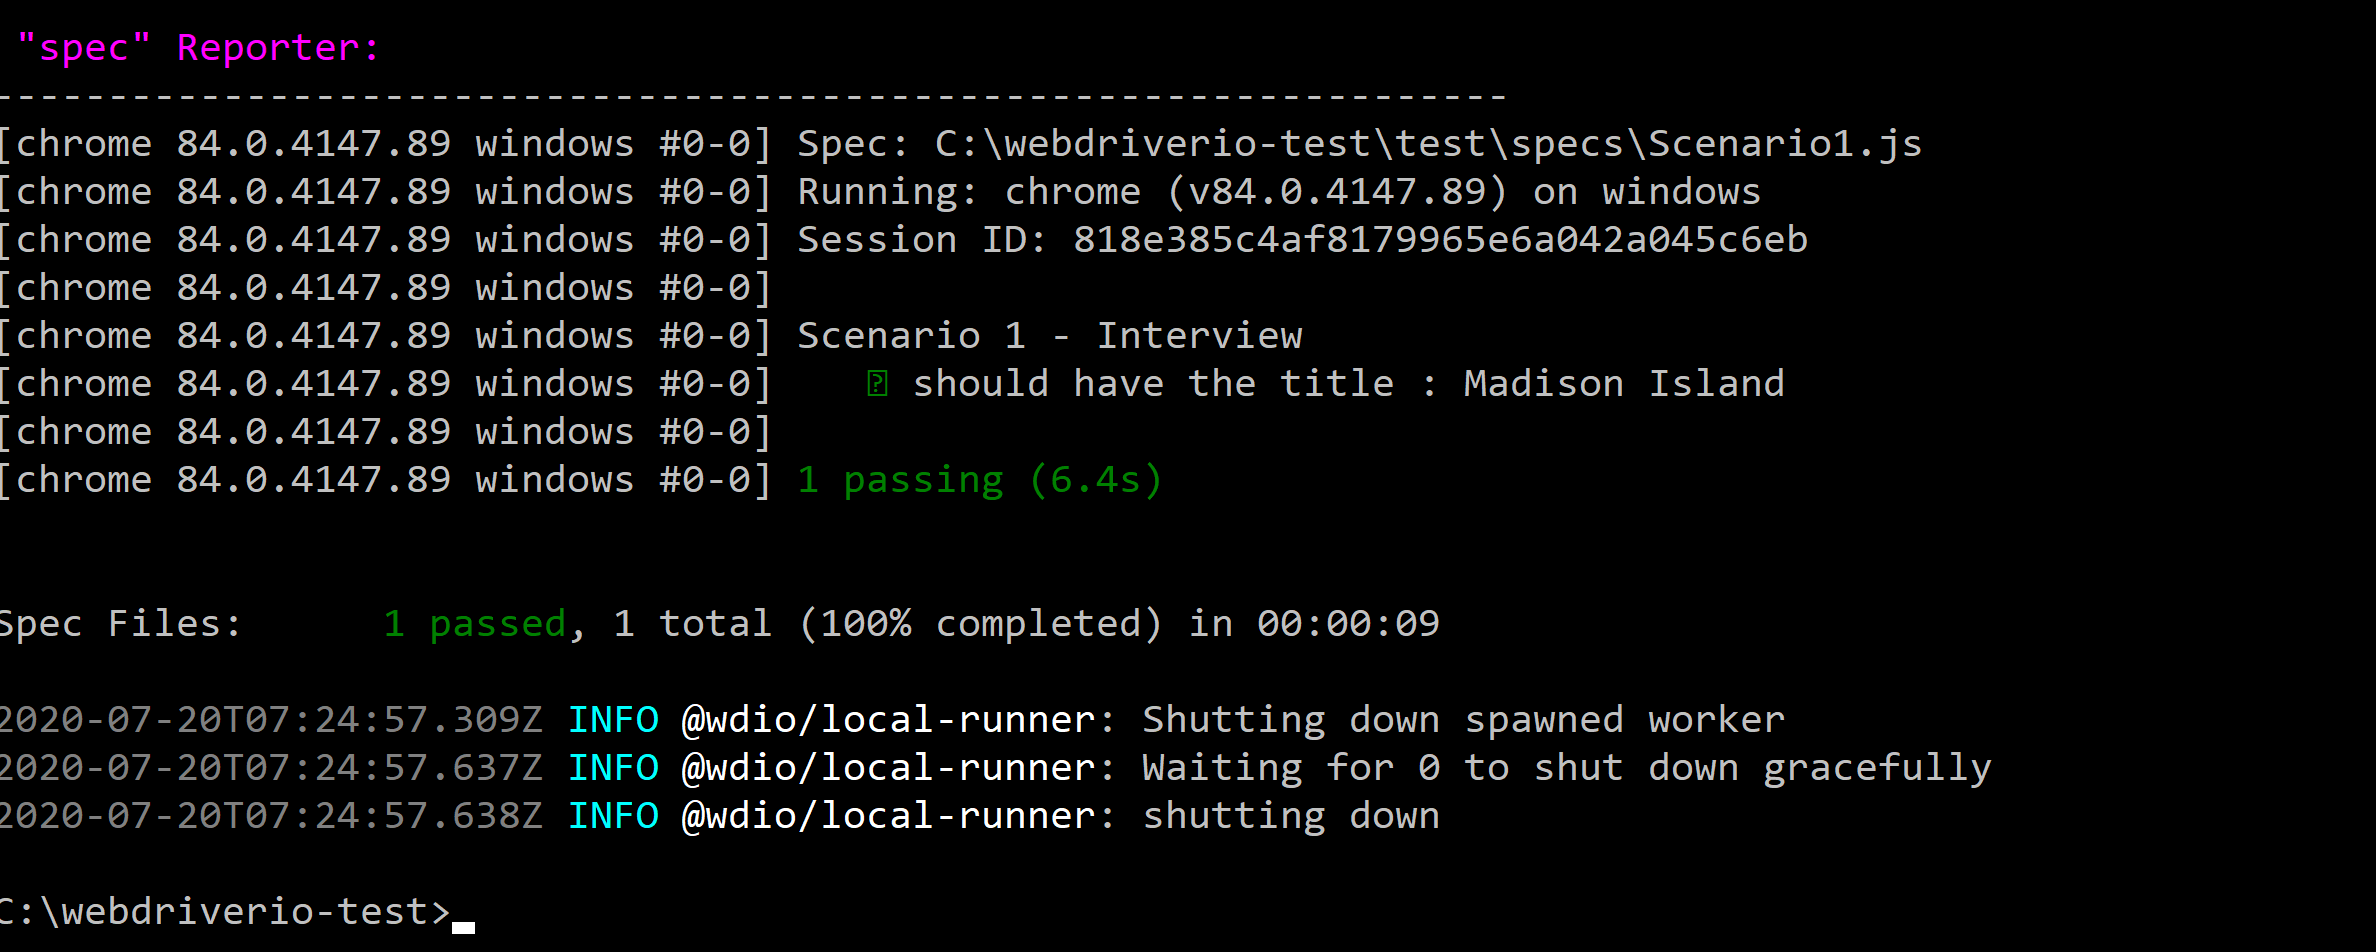 "spec" Reporter:
------------------------------------------------------------------
[chrome 84.0.4147.89 windows #0-0] Spec: C:\webdriverio-test\test\specs\Scenario1.js
[chrome 84.0.4147.89 windows #0-0] Running: chrome (v84.0.4147.89) on windows
[chrome 84.0.4147.89 windows #0-0] Session ID: 818e385c4af8179965e6a042a045c6eb
[chrome 84.0.4147.89 windows #0-0]
[chrome 84.0.4147.89 windows #0-0] Scenario 1 - Interview
[chrome 84.0.4147.89 windows #0-0]    � should have the title : Madison Island
[chrome 84.0.4147.89 windows #0-0]
[chrome 84.0.4147.89 windows #0-0] 1 passing (6.4s)
Spec Files:      1 passed, 1 total (100% completed) in 00:00:09
2020-07-20T07:24:57.309Z INFO @wdio/local-runner: Shutting down spawned worker
2020-07-20T07:24:57.637Z INFO @wdio/local-runner: Waiting for 0 to shut down gracefully
2020-07-20T07:24:57.638Z INFO @wdio/local-runner: shutting down
C:\webdriverio-test>